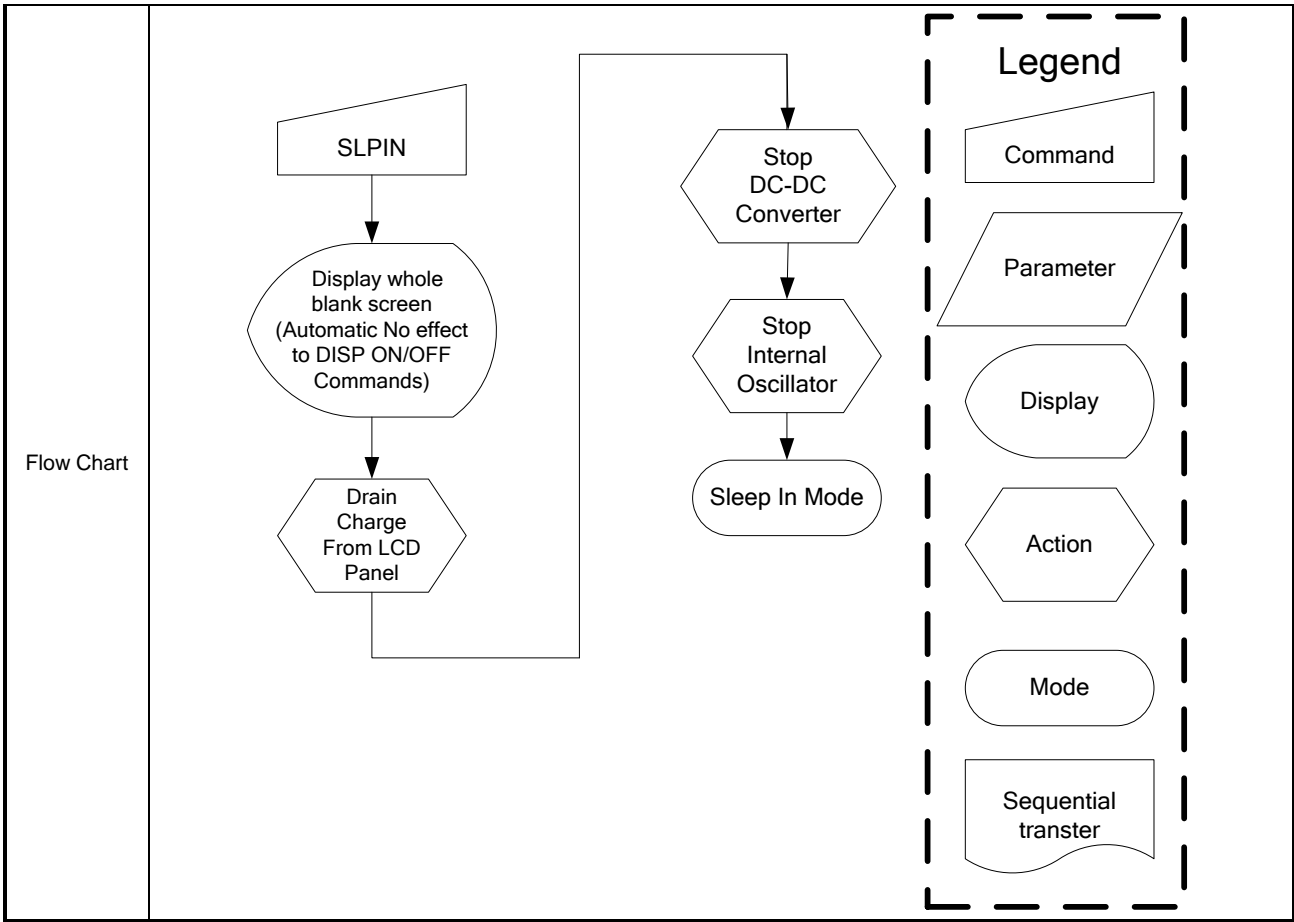 Flow Chart
SLPIN
Display whole
blank screen
(Automatic No effect
to DISP ON/OFF
Commands)
Drain
Charge
From LCD
Panel
Stop
DC-DC
Converter
Stop
Internal
Oscillator
Sleep In Mode
Legend
Command
Parameter
Display
Action
Mode
Sequential
transter